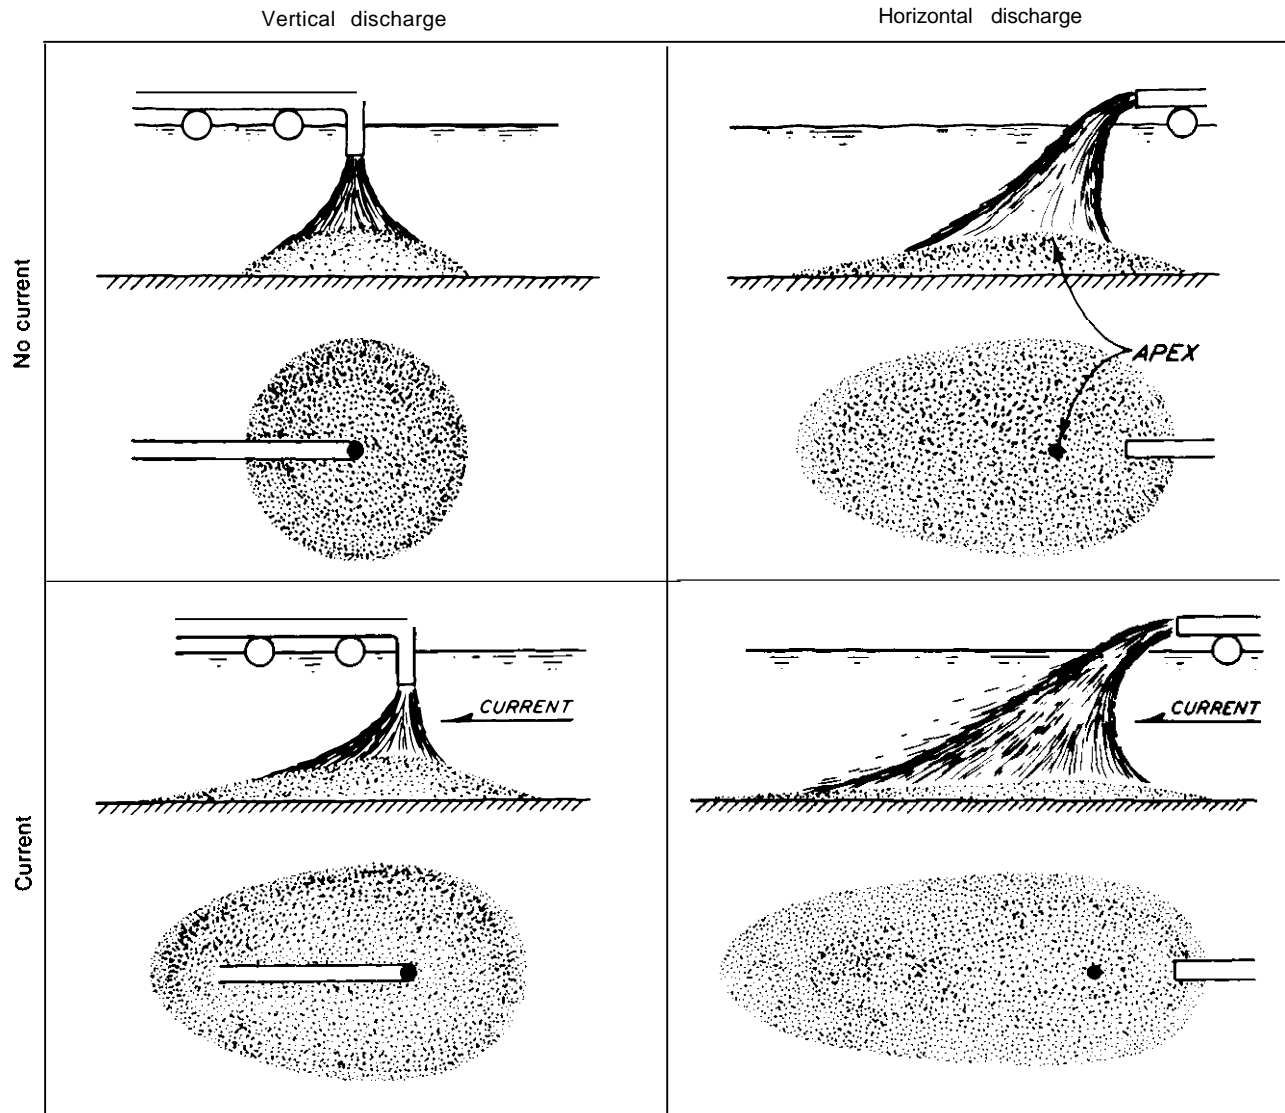 Vertical discharge
Horizontal discharge
No current
APEX
Current
CURRENT
CURRENT